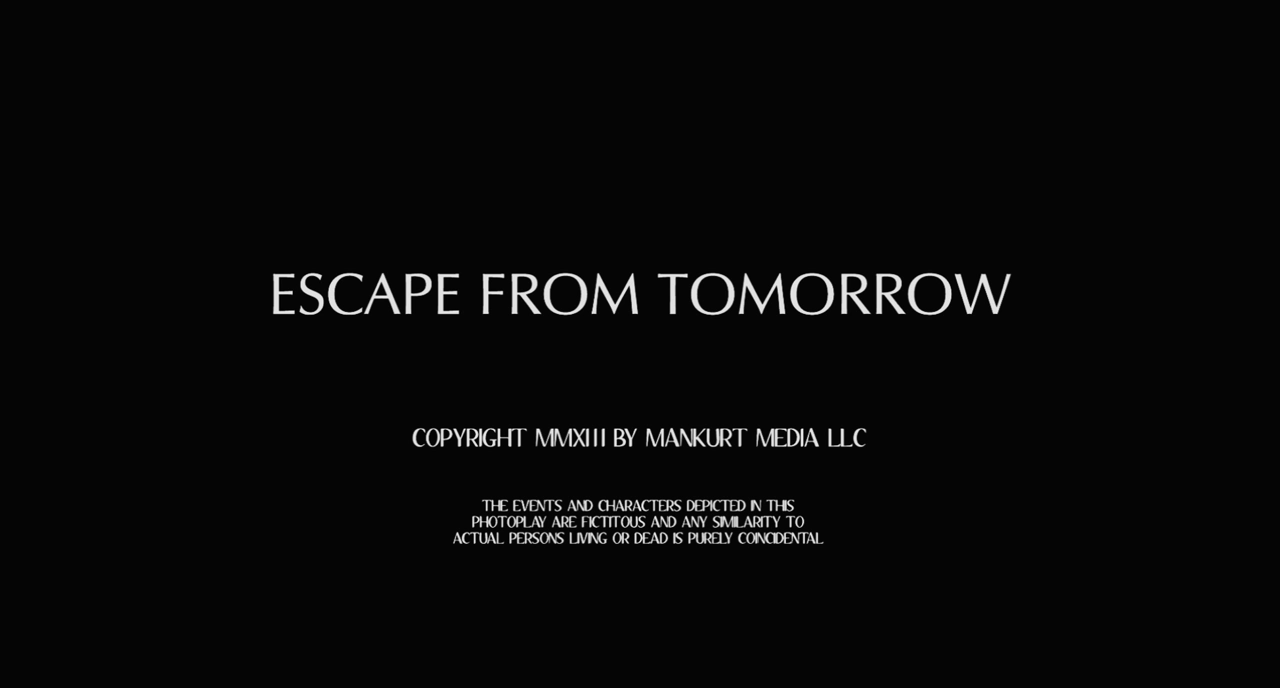 ESCAPE FROM TOMORROW
COPYRIGHT MMXIII BY MANKURT MEDIA LLC
THE EVENTS AND CHARACTERS DEPICTED IN THIS
PHOTOPLAY ARE FICTITOUS AND ANY SIMILARITY TO
ACTUAL PERSONS LIVING OR DEAD IS PURELY COINCIDENTAL